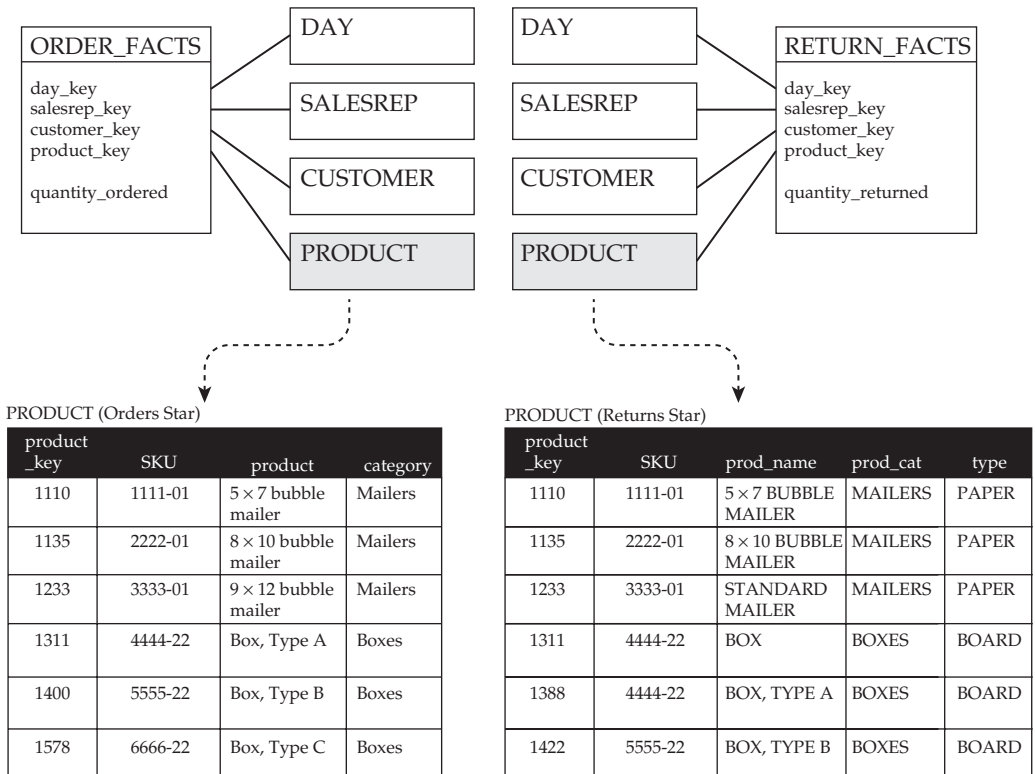 ORDER_FACTS
day_key
salesrep_key
customer_key
product_key
quantity_ordered
DAY
SALESREP
CUSTOMER
PRODUCT
DAY
SALESREP
CUSTOMER
PRODUCT
RETURN_FACTS
day_key
salesrep_key
customer_key
product_key
quantity_returned
PRODUCT (Orders Star)
product
_key SKU product category
1110 1111-01 5 × 7 bubble Mailers
mailer
1135 2222-01 8 × 10 bubble Mailers
mailer
1233 3333-01 9 × 12 bubble Mailers
mailer
1311 4444-22 Box, Type A Boxes
1400 5555-22 Box, Type B Boxes
1578 6666-22 Box, Type C Boxes
PRODUCT (Returns Star)
product
_key SKU prod_name prod_cat type
1110 1111-01 5 × 7 BUBBLE MAILERS PAPER
MAILER
1135 2222-01 8 × 10 BUBBLE MAILERS PAPER
MAILER
1233 3333-01 STANDARD MAILERS PAPER
MAILER
1311 4444-22 BOX BOXES BOARD
1388 4444-22 BOX, TYPE A BOXES BOARD
1422 5555-22 BOX, TYPE B BOXES BOARD